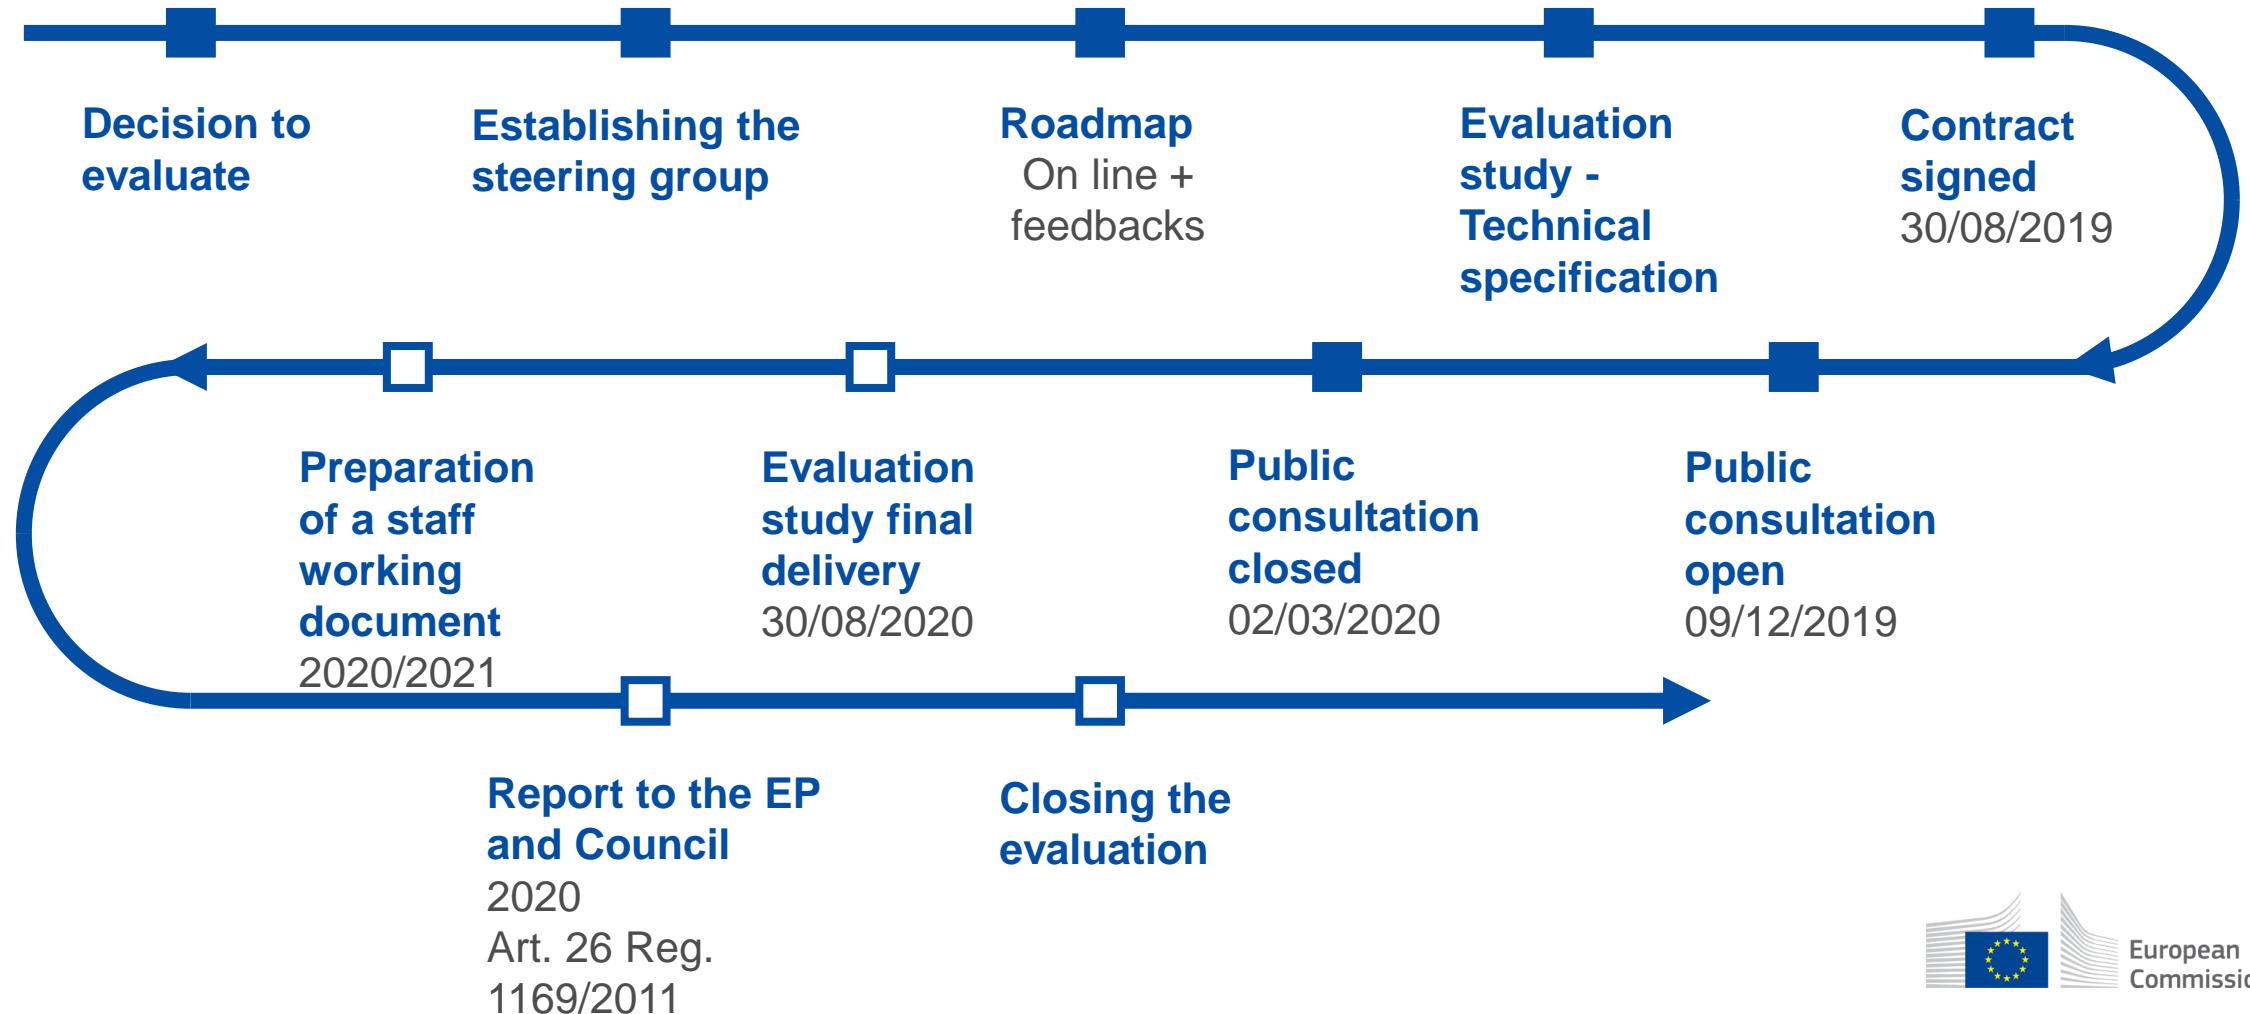 Decision to
evaluate
Establishing the
steering group
Roadmap
On line +
feedbacks
Evaluation
study -
Technical
specification
Contract
signed
30/08/2019
Public
consultation
open
09/12/2019
Public
consultation
closed
02/03/2020
Evaluation
study final
delivery
30/08/2020
Preparation
of a staff
working
document
2020/2021
Report to the EP
and Council
2020
Art. 26 Reg.
1169/2011
Closing the
evaluation
European
Commissio